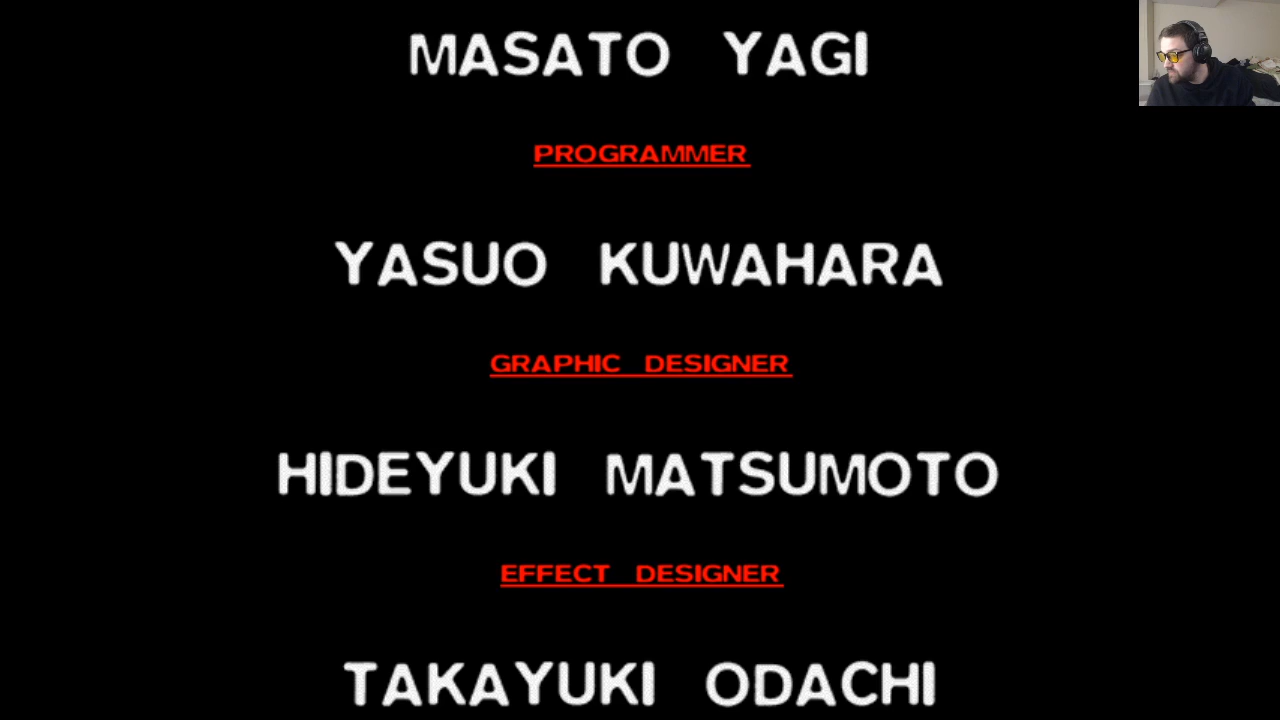 MASATO YAGI
PROGRAMMER
YASUO KUWAHARA
GRAPHIC DESIGNER
HIDEYUKI MATSUMOTO
EFFECT DESIGNER
TAKAYUKI ODACHI